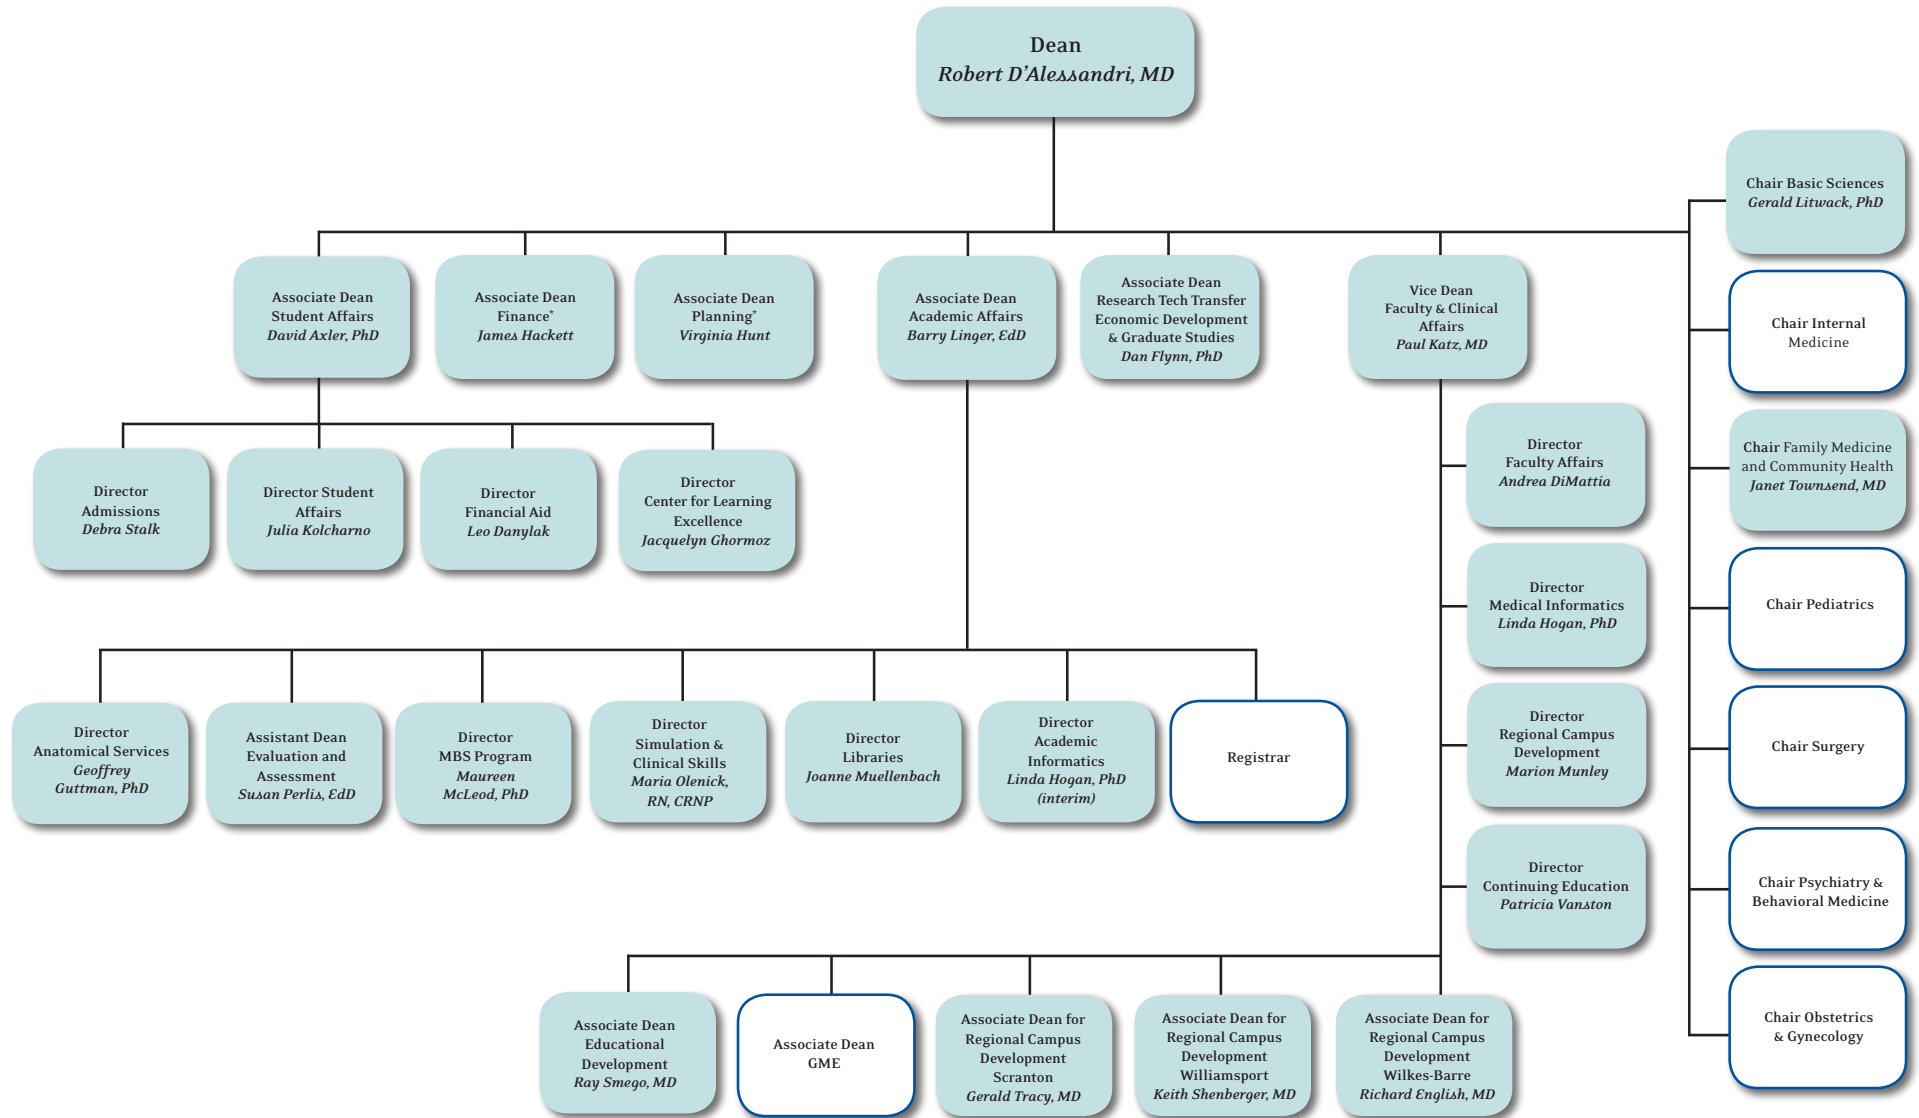 Dean
Robert D'Alessandri, MD
Chair Basic Sciences
Gerald Litwack, PhD
Associate Dean
Student Affairs
David Axler, PhD
Associate Dean
Finance*
James Hackett
Associate Dean
Planning*
Virginia Hunt
Associate Dean
Academic Affairs
Barry Linger, EdD
Associate Dean
Research Tech Transfer
Economic Development
& Graduate Studies
Dan Flynn, PhD
Vice Dean
Faculty & Clinical
Affairs
Paul Katz, MD
Chair Internal
Medicine
Director
Admissions
Debra Stalk
Director Student
Affairs
Julia Kolcharno
Director
Financial Aid
Leo Danylak
Director
Center for Learning
Excellence
Jacquelyn Ghormoz
Director
Faculty Affairs
Andrea DiMattia
Chair Family Medicine
and Community Health
Janet Townsend, MD
Director
Medical Informatics
Linda Hogan, PhD
Chair Pediatrics
Director
Anatomical Services
Geoffrey
Guttman, PhD
Assistant Dean
Evaluation and
Assessment
Susan Perlis, EdD
Director
MBS Program
Maureen
McLeod, PhD
Director
Simulation &
Clinical Skills
Maria Olenick,
RN, CRNP
Director
Libraries
Joanne Muellenbach
Director
Academic
Informatics
Linda Hogan, PhD
(interim)
Registrar
Director
Regional Campus
Development
Marion Munley
Chair Surgery
Director
Continuing Education
Patricia Vanston
Chair Psychiatry &
Behavioral Medicine
Associate Dean
Educational
Development
Ray Smego, MD
Associate Dean
GME
Associate Dean for
Regional Campus
Development
Scranton
Gerald Tracy, MD
Associate Dean for
Regional Campus
Development
Williamsport
Keith Shenberger, MD
Associate Dean for
Regional Campus
Development
Wilkes-Barre
Richard English, MD
Chair Obstetrics
& Gynecology